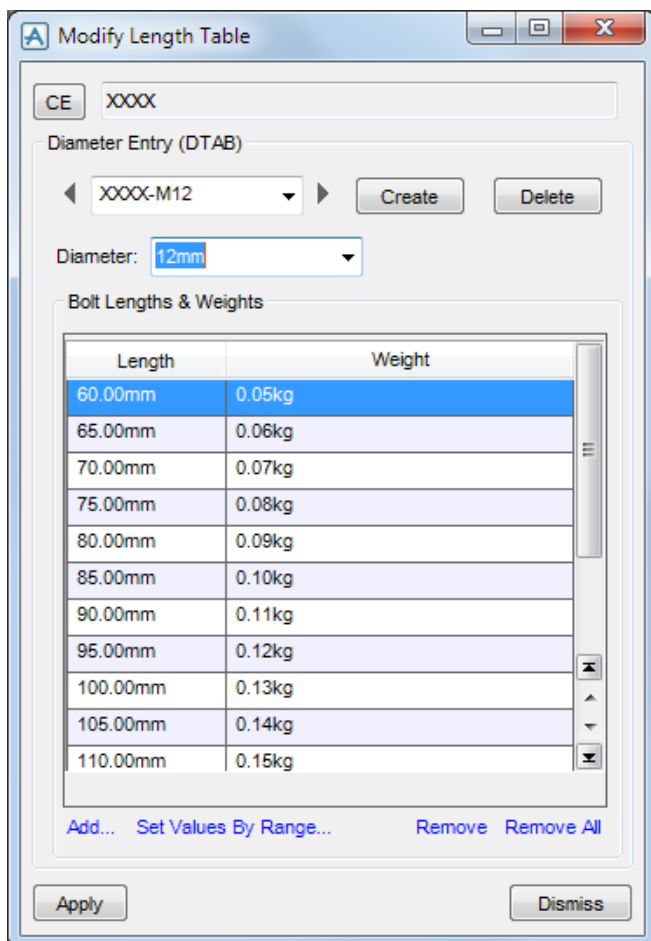 Modify Length Table
CE XXXX
Diameter Entry (DTAB)
XXXX-M12 Create Delete
Diameter: 12mm
Bolt Lengths & Weights
Length Weight
60.00mm 0.05kg
65.00mm 0.06kg
70.00mm 0.07kg
75.00mm 0.08kg
80.00mm 0.09kg
85.00mm 0.10kg
90.00mm 0.11kg
95.00mm 0.12kg
100.00mm 0.13kg
105.00mm 0.14kg
110.00mm 0.15kg
Add... Set Values By Range... Remove Remove All
Apply Dismiss